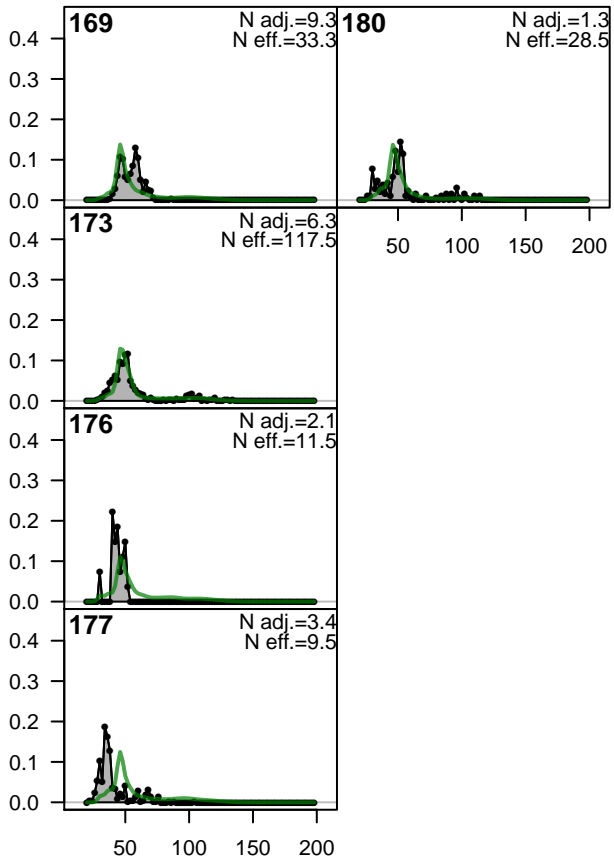 169
N adj.=9.3
N eff.=33.3
0.4
0.3
0.2
0.1
0.0
180
N adj.=1.3
N eff.=28.5
50 100 150 200
173
N adj.=6.3
N eff.=117.5
0.4
0.3
0.2
0.1
0.0
176
N adj.=2.1
N eff.=11.5
0.4
0.3
0.2
0.1
0.0
177
N adj.=3.4
N eff.=9.5
0.4
0.3
0.2
0.1
0.0
50 100 150 200